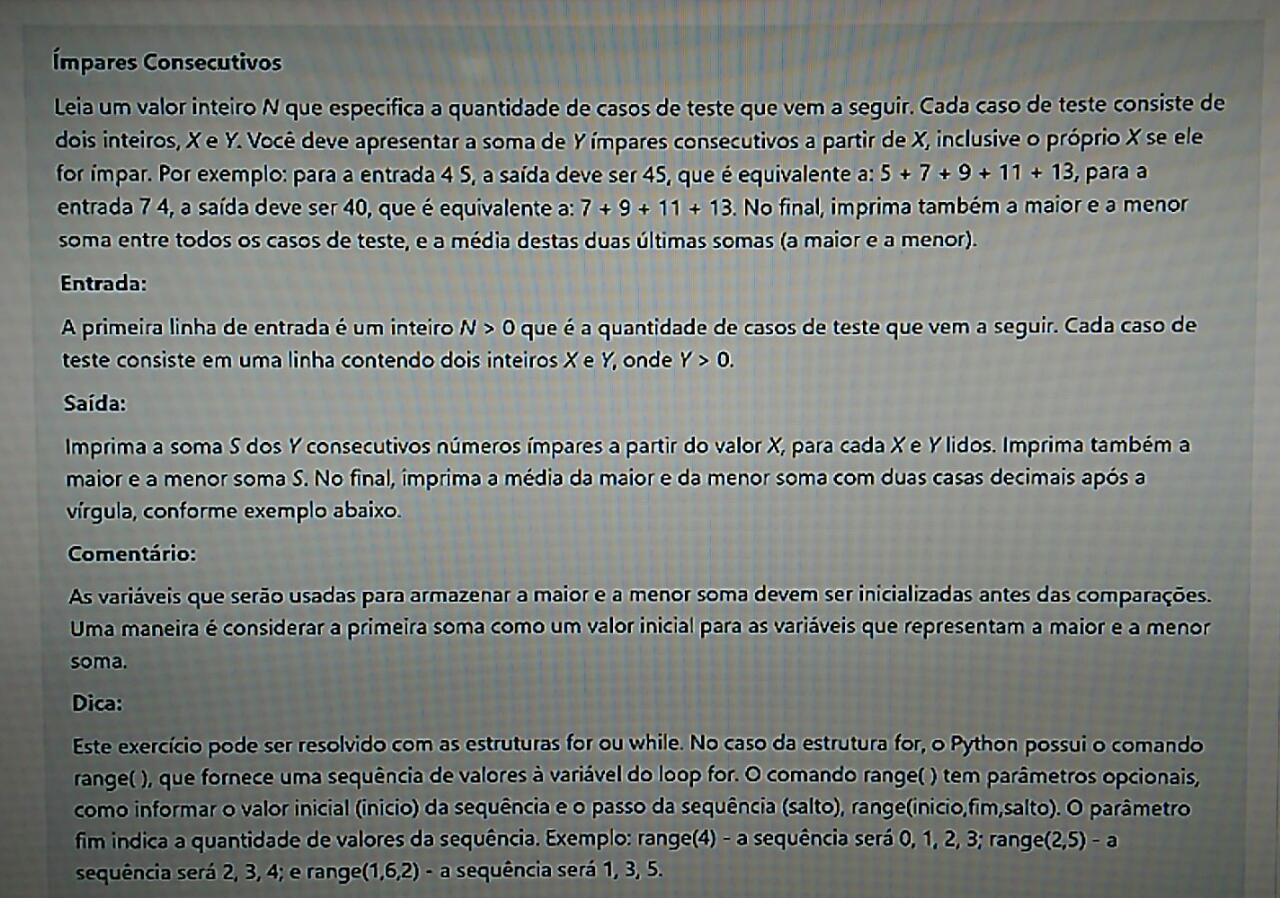 Ímpares Consecutivos
Leia um valor inteiro N que especifica a quantidade de casos de teste que vem a seguir. Cada caso de teste consiste de
dois inteiros, X e Y. Você deve apresentar a soma de Y ímpares consecutivos a partir de X, inclusive o próprio X se ele
for ímpar. Por exemplo: para a entrada 4 5, a saída deve ser 45, que é equivalente a: 5 + 7 + 9 + 11 + 13, para a
entrada 7 4, a saída deve ser 40, que é equivalente a: 7 + 9 + 11 + 13. No final, imprima também a maior e a menor
soma entre todos os casos de teste, e a média destas duas últimas somas (a maior e a menor).
Entrada:
A primeira linha de entrada é um inteiro N > 0 que é a quantidade de casos de teste que vem a seguir. Cada caso de
teste consiste em uma linha contendo dois inteiros X e Y, onde Y > 0.
Saída:
Imprima a soma S dos Y consecutivos números ímpares a partir do valor X, para cada X e Y lidos. Imprima também a
maior e a menor soma S. No final, imprima a média da maior e da menor soma com duas casas decimais após a
vírgula, conforme exemplo abaixo.
Comentário:
As variáveis que serão usadas para armazenar a maior e a menor soma devem ser inicializadas antes das comparações.
Uma maneira é considerar a primeira soma como um valor inicial para as variáveis que representam a maior e a menor
soma.
Dica:
Este exercício pode ser resolvido com as estruturas for ou while. No caso da estrutura for, o Python possui o comando
range( ), que fornece uma sequência de valores à variável do loop for. O comando range( ) tem parâmetros opcionais,
como informar o valor inicial (inicio) da sequência e o passo da sequência (salto), range(inicio,fim,salto). O parâmetro
fim indica a quantidade de valores da sequência. Exemplo: range(4) - a sequência será 0, 1, 2, 3; range(2,5) - a
sequência será 2, 3, 4; e range(1,6,2) - a sequência será 1, 3, 5.